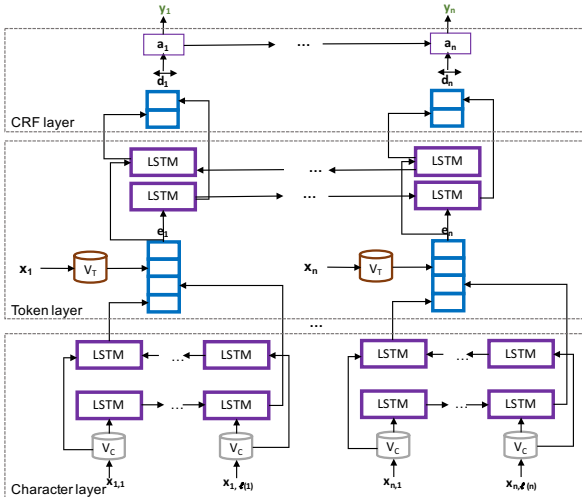 y1 yn
a1 ... an
d1 dn
CRF layer
LSTM ... LSTM
LSTM ... LSTM
e1 en
x1 VT xn VT
Token layer
...
LSTM ... LSTM LSTM ... LSTM
LSTM ... LSTM LSTM ... LSTM
VC VC VC VC
x1,1 x1,ℓ(1) xn,1 xn,ℓ(n)
Character layer